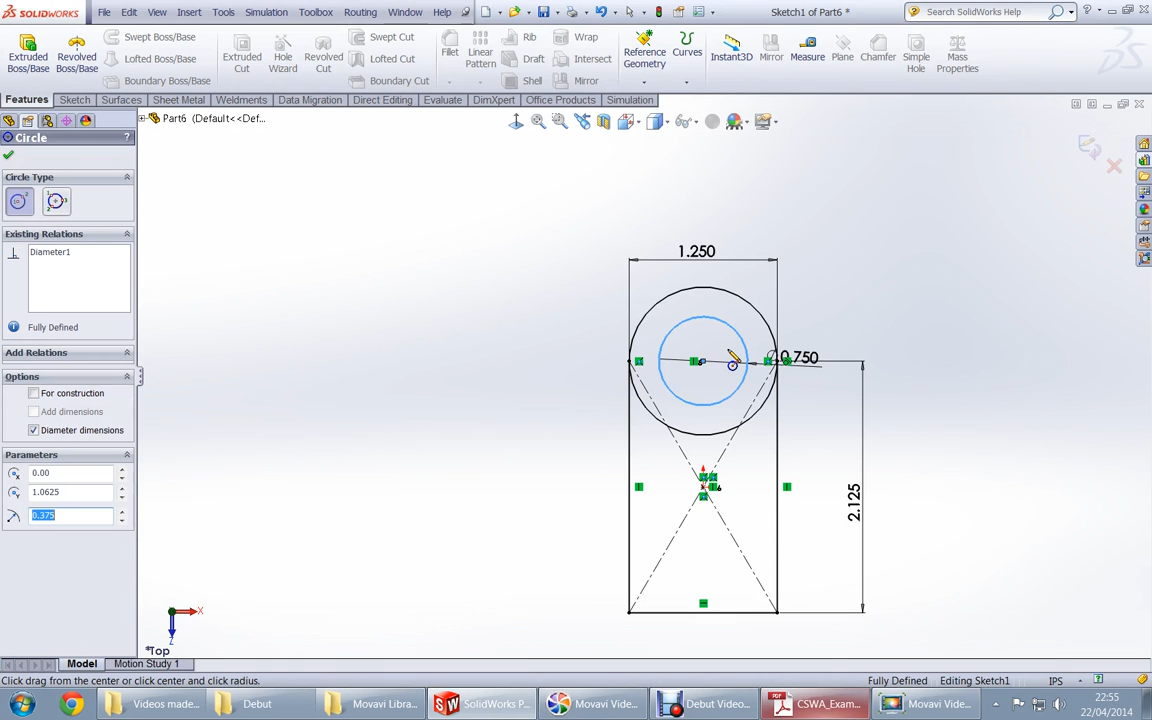 SOLIDWORKS File Edit View Insert Tools Simulation Toolbox Routing Window Help Sketch1 of Part6 * Search SolidWorks Help
Extruded Boss/Base Revolved Boss/Base Swept Boss/Base Lofted Boss/Base Boundary Boss/Base Extruded Cut Hole Wizard Revolved Cut Swept Cut Lofted Cut Boundary Cut Fillet Linear Pattern Rib Draft Shell Wrap Intersect Mirror Reference Geometry Curves Instant3D Mirror Measure Plane Chamfer Simple Hole Mass Properties
Features Sketch Surfaces Sheet Metal Weldments Data Migration Direct Editing Evaluate DimXpert Office Products Simulation
Part6 (Default<<Def...
Circle ?
Circle Type
Existing Relations
Diameter1
Fully Defined
Add Relations
Options
For construction
Add dimensions
Diameter dimensions
Parameters
0.00
1.0625
0.375
1.250
0.750
2.125
X
Z
*Top
Model Motion Study 1
Click drag from the center or click center and click radius. Fully Defined Editing Sketch1 IPS
Videos made... Debut Movavi Libra... SolidWorks P... Movavi Vide... Debut Video... CSWA_Exam... Movavi Vide... 22:55
22/04/2014